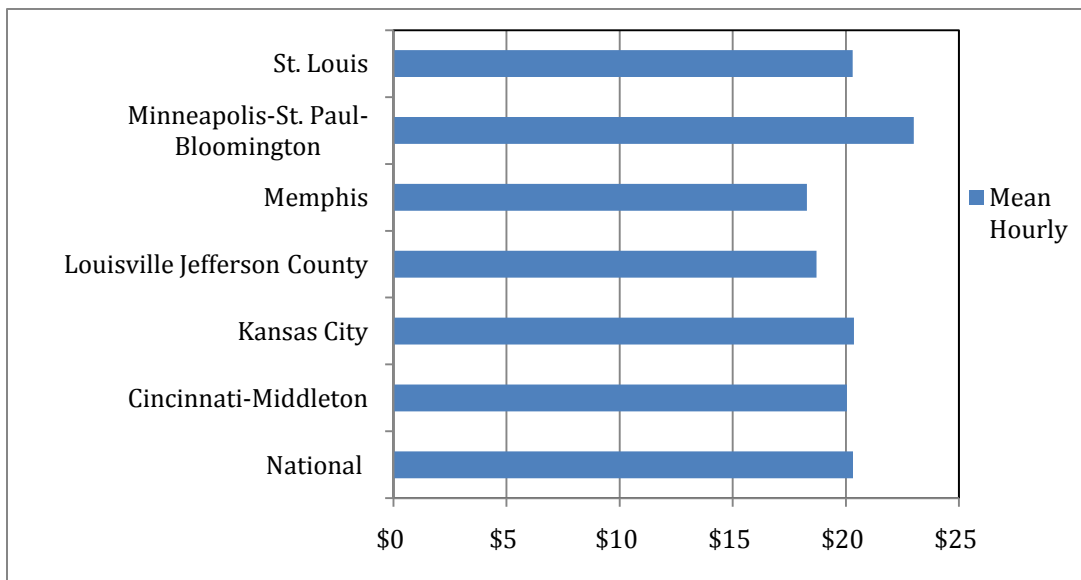 St. Louis
Minneapolis-St. Paul-
Bloomington
Memphis
Louisville Jefferson County
Kansas City
Cincinnati-Middleton
National
$0 $5 $10 $15 $20 $25
Mean
Hourly